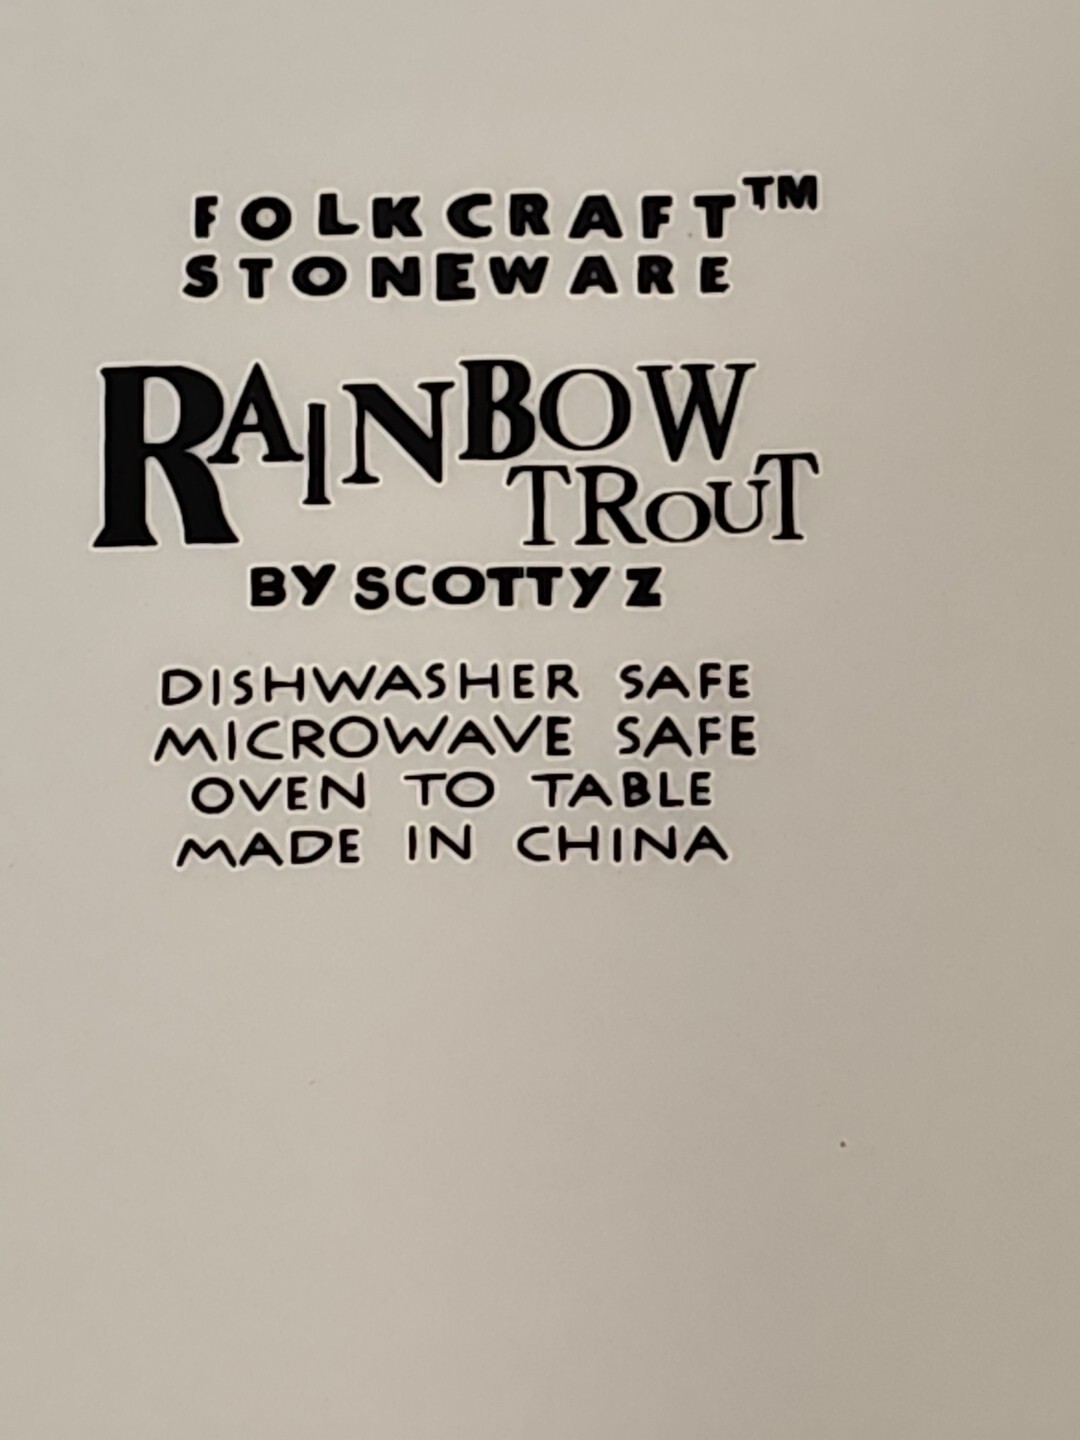 FOLKCRAFT™
STONEWARE
RAINBOW
TROUT
BY SCOTTY Z
DISHWASHER SAFE
MICROWAVE SAFE
OVEN TO TABLE
MADE IN CHINA